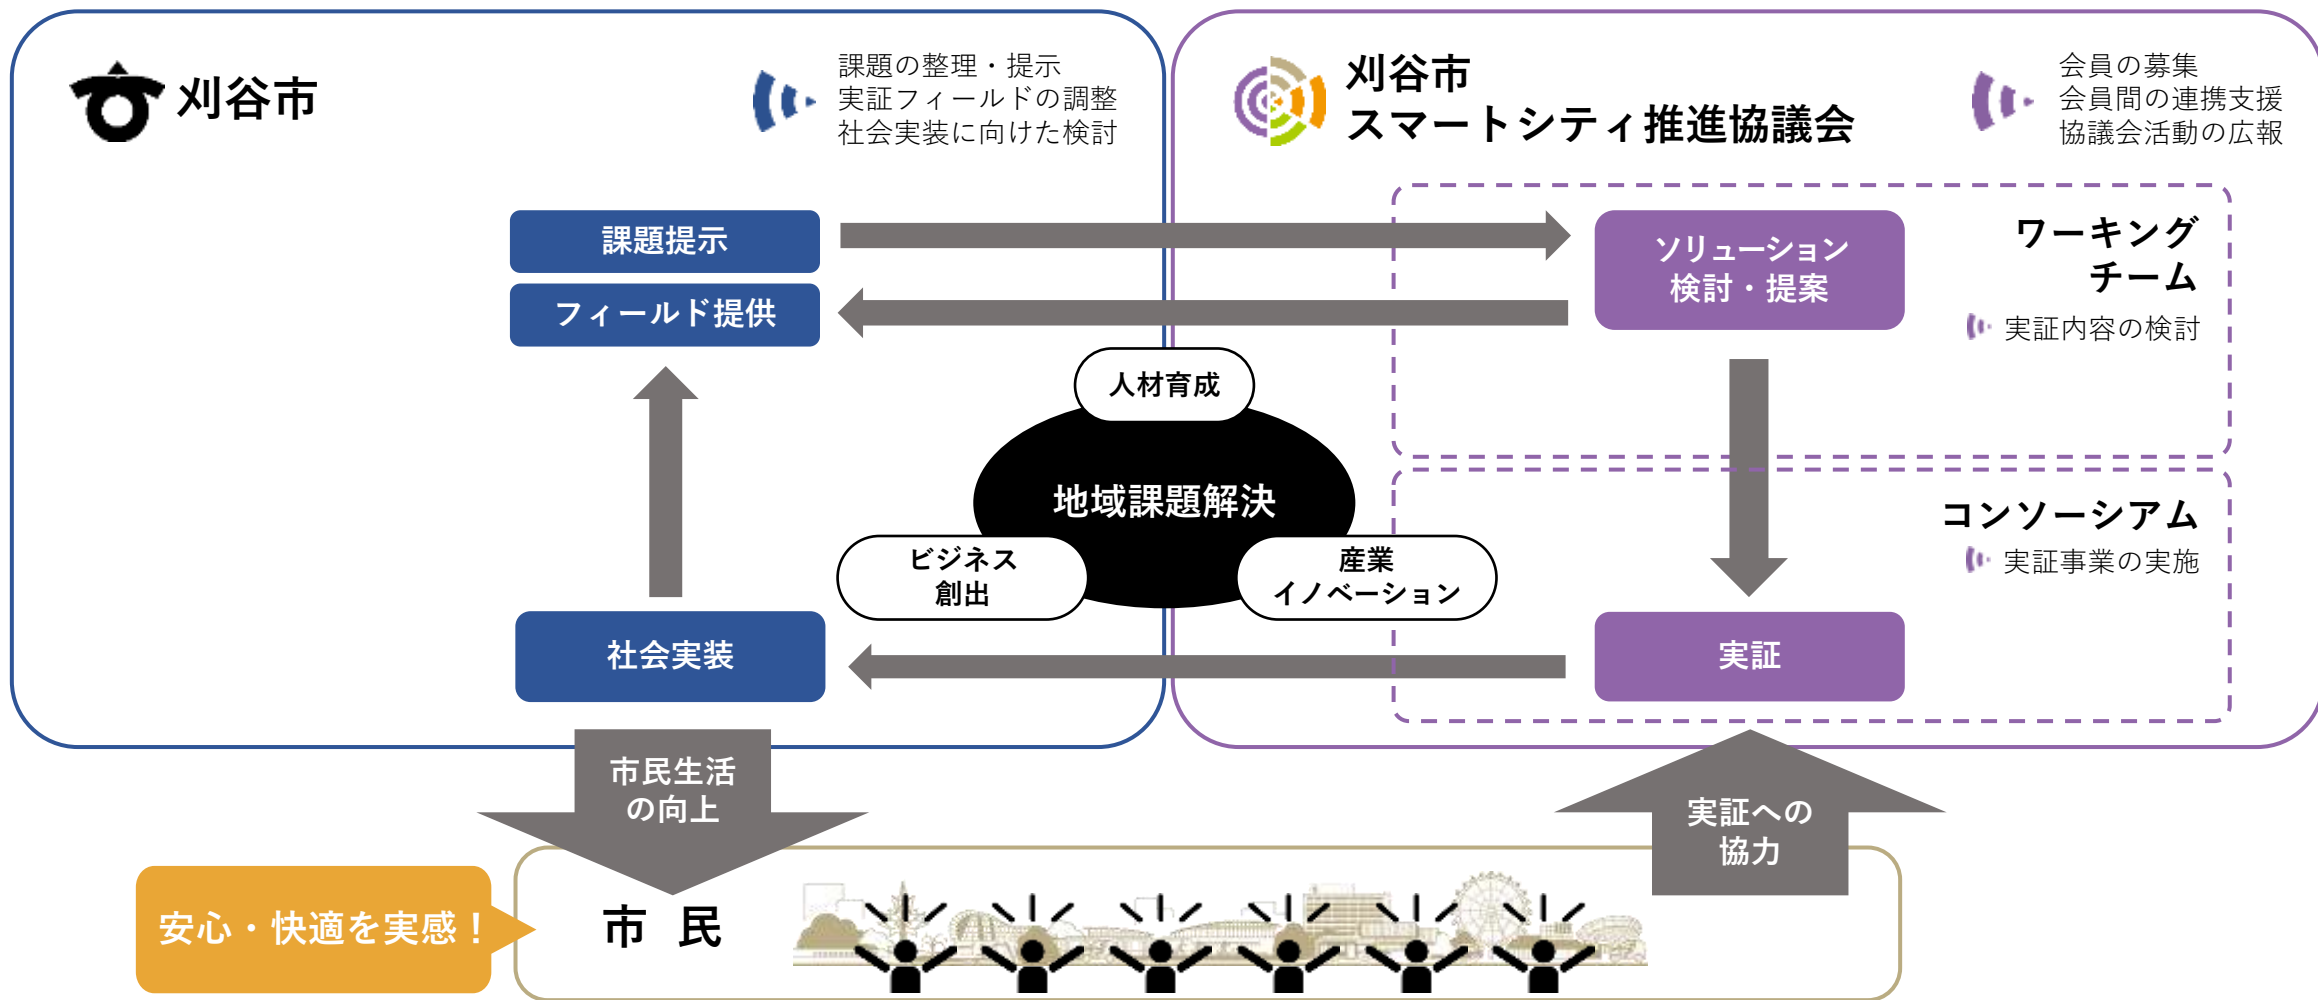 刈谷市
課題の整理・提示
実証フィールドの調整
社会実装に向けた検討
刈谷市
スマートシティ推進協議会
会員の募集
会員間の連携支援
協議会活動の広報
課題提示
フィールド提供
ソリューション
検討・提案
ワーキング
チーム
実証内容の検討
人材育成
地域課題解決
ビジネス
創出
産業
イノベーション
コンソーシアム
実証事業の実施
社会実装
実証
市民生活
の向上
実証への
協力
安心・快適を実感！
市 民